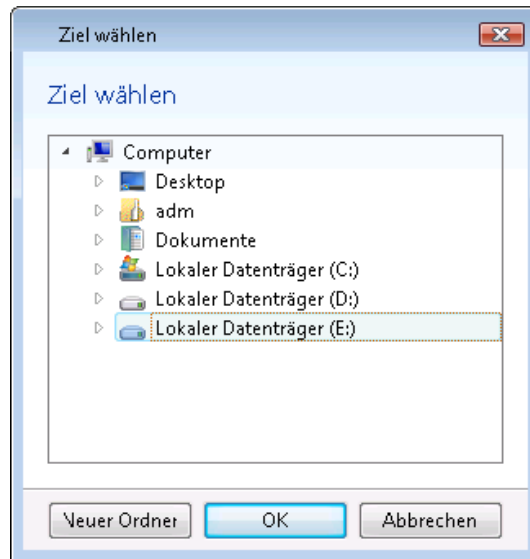 Ziel wählen
Ziel wählen
Computer
Desktop
adm
Dokumente
Lokaler Datenträger (C:)
Lokaler Datenträger (D:)
Lokaler Datenträger (E:)
Neuer Ordner
OK
Abbrechen